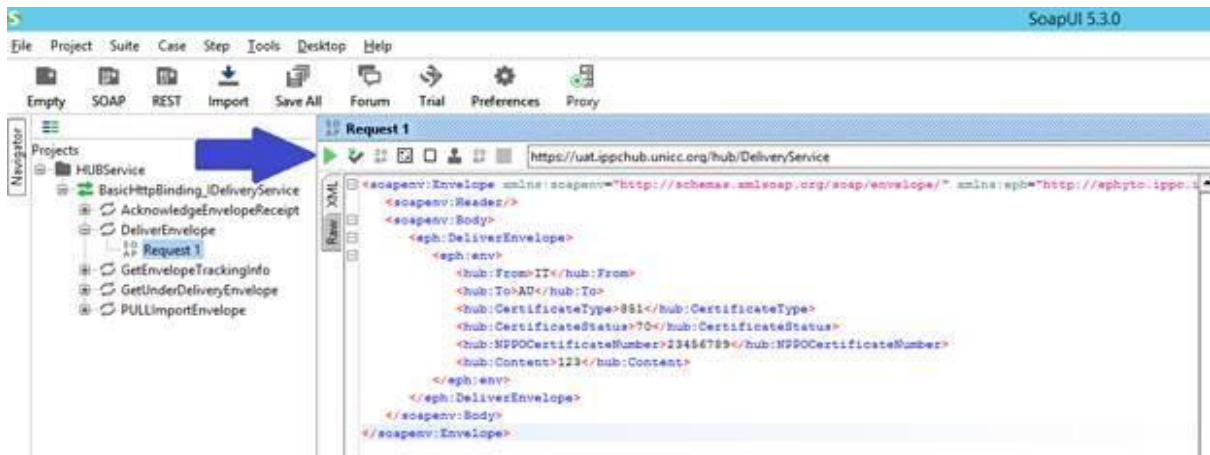 SoapUI 5.3.0
File Project Suite Case Step Tools Desktop Help
Empty SOAP REST Import Save All Forum Trial Preferences Proxy
Navigator
Projects
HUBService
BasicHttpBinding_IDeliveryService
AcknowledgeEnvelopeReceipt
DeliverEnvelope
Request 1
GetEnvelopeTrackingInfo
GetUnderDeliveryEnvelope
PULLImportEnvelope
Request 1
https://uat.ippchub.unicc.org/hub/DeliveryService
XML
Raw
<soapenv:Envelope xmlns:soapenv="http://schemas.xmlsoap.org/soap/envelope/" xmlns:eph="http://ephyto.ippc.
<soapenv:Header/>
<soapenv:Body>
<eph:DeliverEnvelope>
<eph:env>
<hub:From>IT</hub:From>
<hub:To>AU</hub:To>
<hub:CertificateType>851</hub:CertificateType>
<hub:CertificateStatus>70</hub:CertificateStatus>
<hub:NPPOCertificateNumber>23456789</hub:NPPOCertificateNumber>
<hub:Content>123</hub:Content>
</eph:env>
</eph:DeliverEnvelope>
</soapenv:Body>
</soapenv:Envelope>